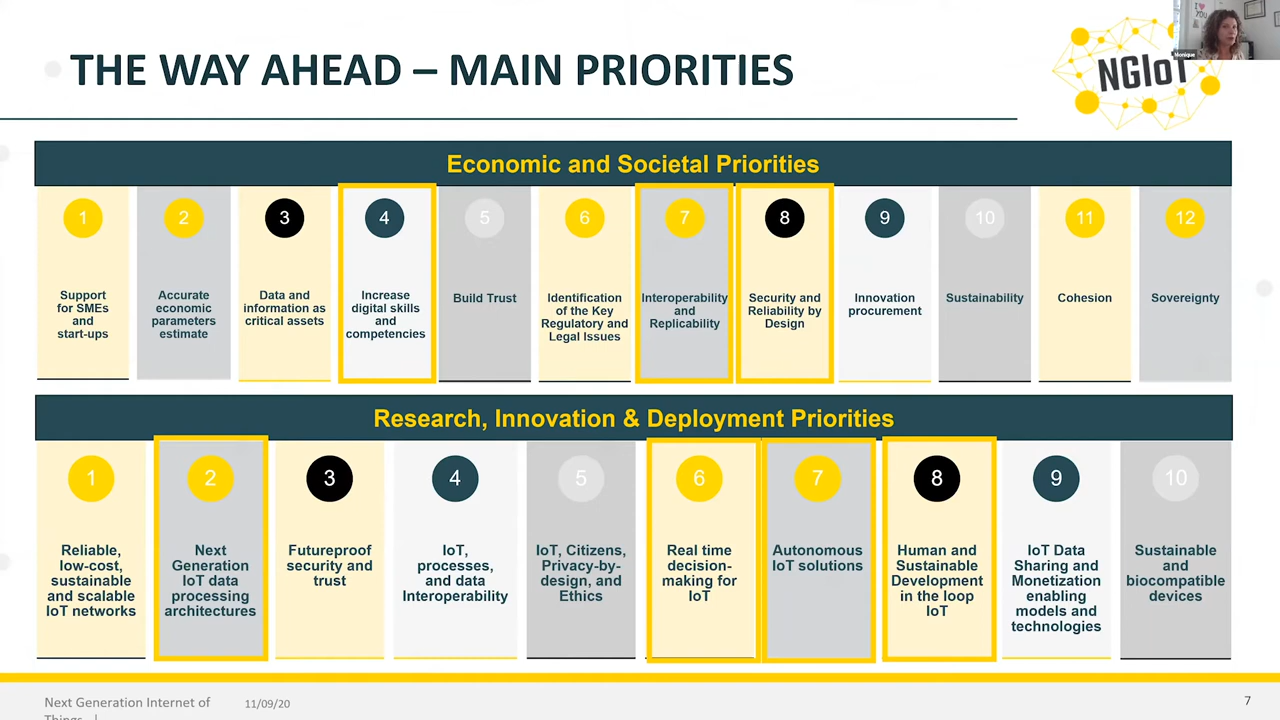 THE WAY AHEAD – MAIN PRIORITIES
NGIoT
I
YOU
Monique
Economic and Societal Priorities
1
Support
for SMEs
and
start-ups
2
Accurate
economic
parameters
estimate
3
Data and
information as
critical assets
4
Increase
digital skills
and
competencies
5
Build Trust
6
Identification
of the Key
Regulatory and
Legal Issues
7
Interoperability
and
Replicability
8
Security and
Reliability by
Design
9
Innovation
procurement
10
Sustainability
11
Cohesion
12
Sovereignty
Research, Innovation & Deployment Priorities
1
Reliable,
low-cost,
sustainable
and scalable
IoT networks
2
Next
Generation
IoT data
processing
architectures
3
Futureproof
security and
trust
4
IoT,
processes,
and data
Interoperability
5
IoT, Citizens,
Privacy-by-
design, and
Ethics
6
Real time
decision-
making for
IoT
7
Autonomous
IoT solutions
8
Human and
Sustainable
Development
in the loop
IoT
9
IoT Data
Sharing and
Monetization
enabling
models and
technologies
10
Sustainable
and
biocompatible
devices
Next Generation Internet of
Things |
11/09/20
7